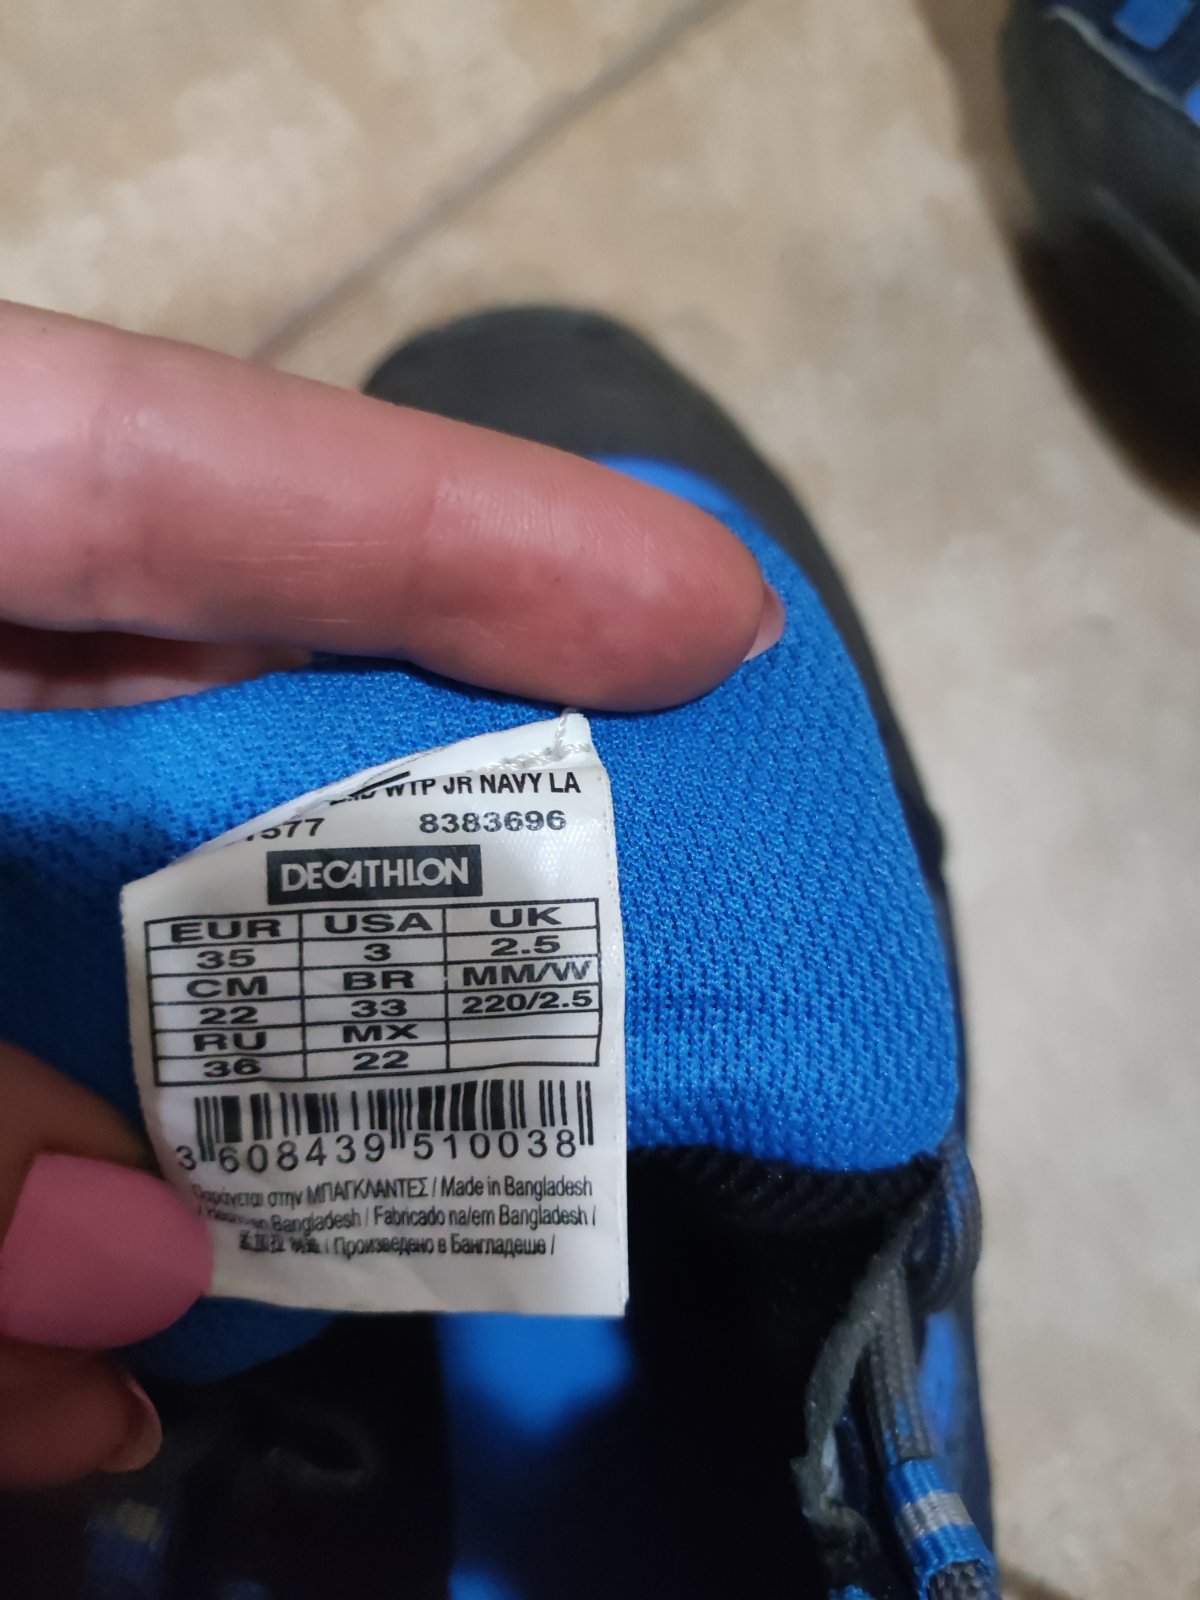 WTP JR NAVY LA
1577 8383696
DECATHLON
EUR USA UK
35 3 2.5
CM BR MM/W
22 33 220/2.5
RU MX
36 22
3 608439 510038
ΜΠΑΓΚΛΑΝΤΕΣ / Made in Bangladesh
/ en Bangladesh / Fabricado na/em Bangladesh /
/ Произведено в Бангладеше /